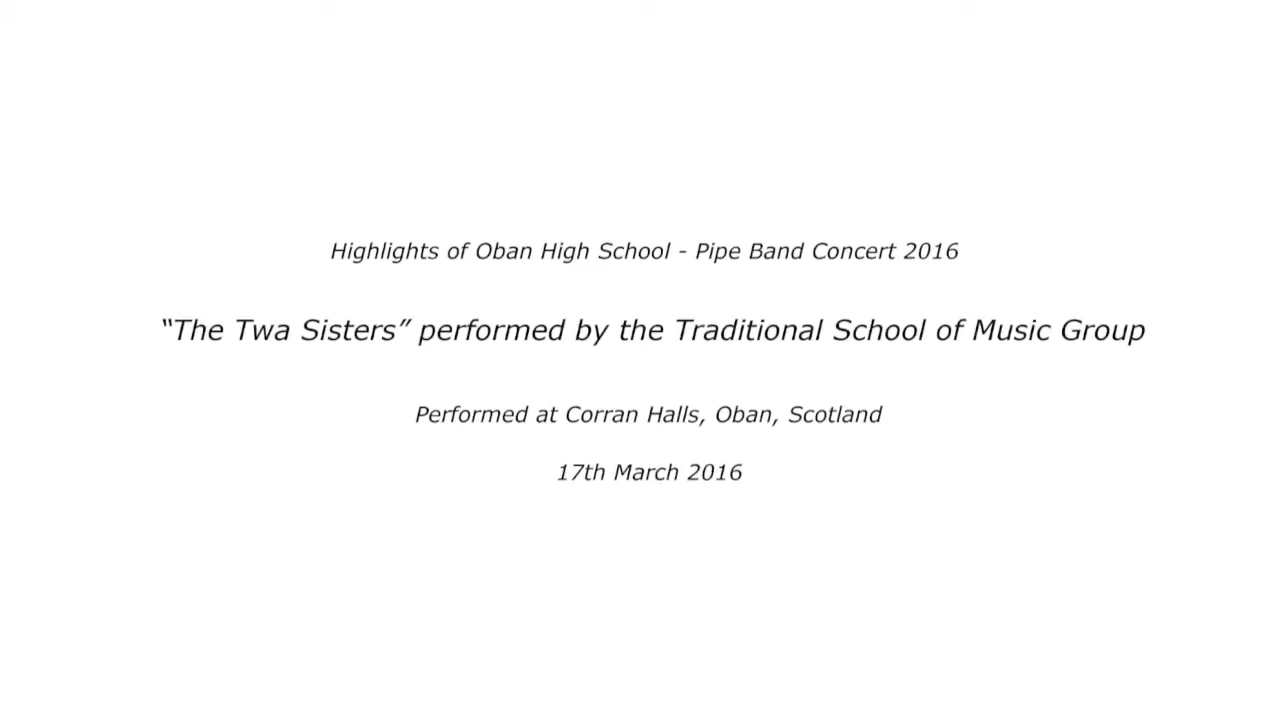 Highlights of Oban High School - Pipe Band Concert 2016
“The Twa Sisters” performed by the Traditional School of Music Group
Performed at Corran Halls, Oban, Scotland
17th March 2016